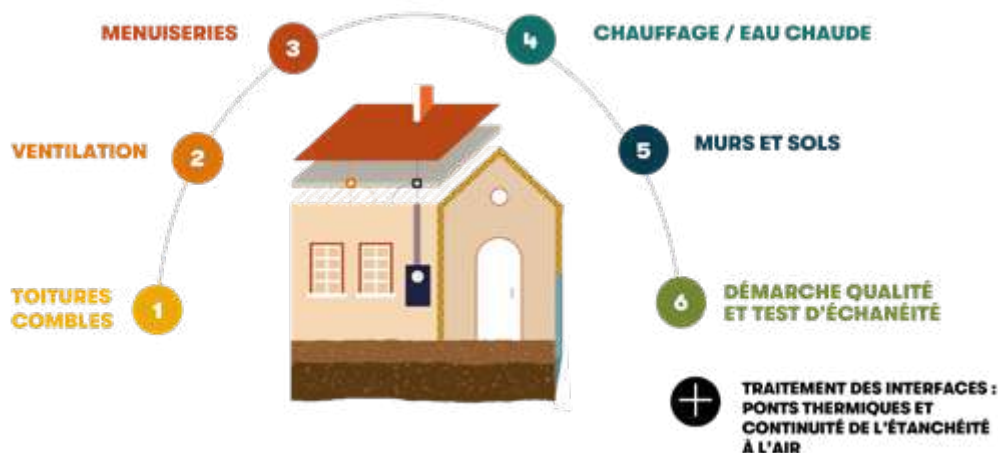 3
MENUISERIES
4
CHAUFFAGE / EAU CHAUDE
VENTILATION
2
5
MURS ET SOLS
TOITURES
COMBLES
1
6
DÉMARCHE QUALITÉ
ET TEST D'ÉCHANÉITÉ
TRAITEMENT DES INTERFACES :
PONTS THERMIQUES ET
CONTINUITÉ DE L'ÉTANCHÉITÉ
À L'AIR